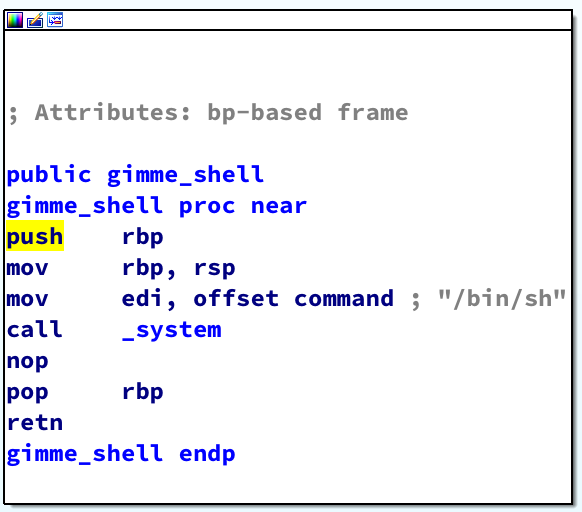 ; Attributes: bp-based frame
public gimme_shell
gimme_shell proc near
push rbp
mov rbp, rsp
mov edi, offset command ; "/bin/sh"
call _system
nop
pop rbp
retn
gimme_shell endp